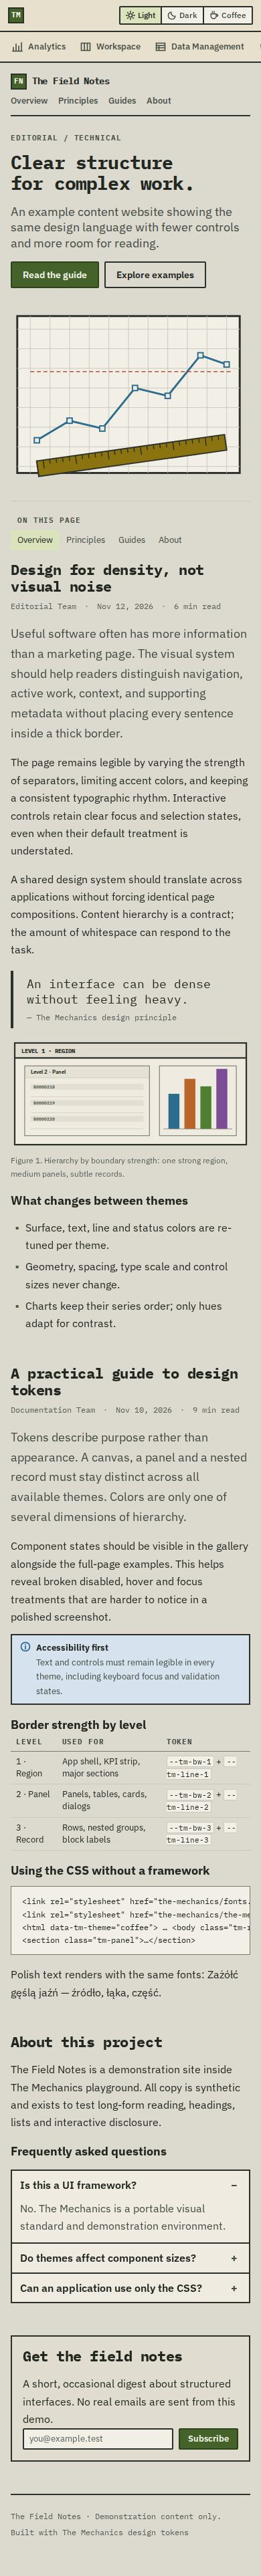 TM
Light
Dark
Coffee
Analytics
Workspace
Data Management
FN The Field Notes
Overview Principles Guides About
EDITORIAL / TECHNICAL
Clear structure
for complex work.
An example content website showing the
same design language with fewer controls
and more room for reading.
Read the guide
Explore examples
ON THIS PAGE
Overview Principles Guides About
Design for density, not
visual noise
Editorial Team · Nov 12, 2026 · 6 min read
Useful software often has more information
than a marketing page. The visual system
should help readers distinguish navigation,
active work, context, and supporting
metadata without placing every sentence
inside a thick border.
The page remains legible by varying the strength
of separators, limiting accent colors, and keeping
a consistent typographic rhythm. Interactive
controls retain clear focus and selection states,
even when their default treatment is
understated.
A shared design system should translate across
applications without forcing identical page
compositions. Content hierarchy is a contract;
the amount of whitespace can respond to the
task.
An interface can be dense
without feeling heavy.
— The Mechanics design principle
LEVEL 1 · REGION
Level 2 · Panel
Figure 1. Hierarchy by boundary strength: one strong region,
medium panels, subtle records.
What changes between themes
Surface, text, line and status colors are re-
tuned per theme.
Geometry, spacing, type scale and control
sizes never change.
Charts keep their series order; only hues
adapt for contrast.
A practical guide to design
tokens
Documentation Team · Nov 10, 2026 · 9 min read
Tokens describe purpose rather than
appearance. A canvas, a panel and a nested
record must stay distinct across all
available themes. Colors are only one of
several dimensions of hierarchy.
Component states should be visible in the gallery
alongside the full-page examples. This helps
reveal broken disabled, hover and focus
treatments that are harder to notice in a
polished screenshot.
Accessibility first
Text and controls must remain legible in every
theme, including keyboard focus and validation
states.
Border strength by level
LEVEL USED FOR TOKEN
1 · Region App shell, KPI strip, major sections --tm-bw-1 + --tm-line-1
2 · Panel Panels, tables, cards, dialogs --tm-bw-2 + --tm-line-2
3 · Record Rows, nested groups, block labels --tm-bw-3 + --tm-line-3
Using the CSS without a framework
<link rel="stylesheet" href="the-mechanics/fonts.
<link rel="stylesheet" href="the-mechanics/the-me
<html data-tm-theme="coffee"> … <body class="tm-r
<section class="tm-panel">…</section>
Polish text renders with the same fonts: Zażółć
gęślą jaźń — źródło, łąka, część.
About this project
The Field Notes is a demonstration site inside
The Mechanics playground. All copy is synthetic
and exists to test long-form reading, headings,
lists and interactive disclosure.
Frequently asked questions
Is this a UI framework? −
No. The Mechanics is a portable visual
standard and demonstration environment.
Do themes affect component sizes? +
Can an application use only the CSS? +
Get the field notes
A short, occasional digest about structured
interfaces. No real emails are sent from this
demo.
you@example.test
Subscribe
The Field Notes · Demonstration content only.
Built with The Mechanics design tokens